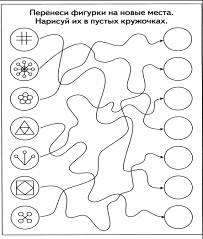 Перенеси фигурки на новые места.
Нарисуй их в пустых кружочках.